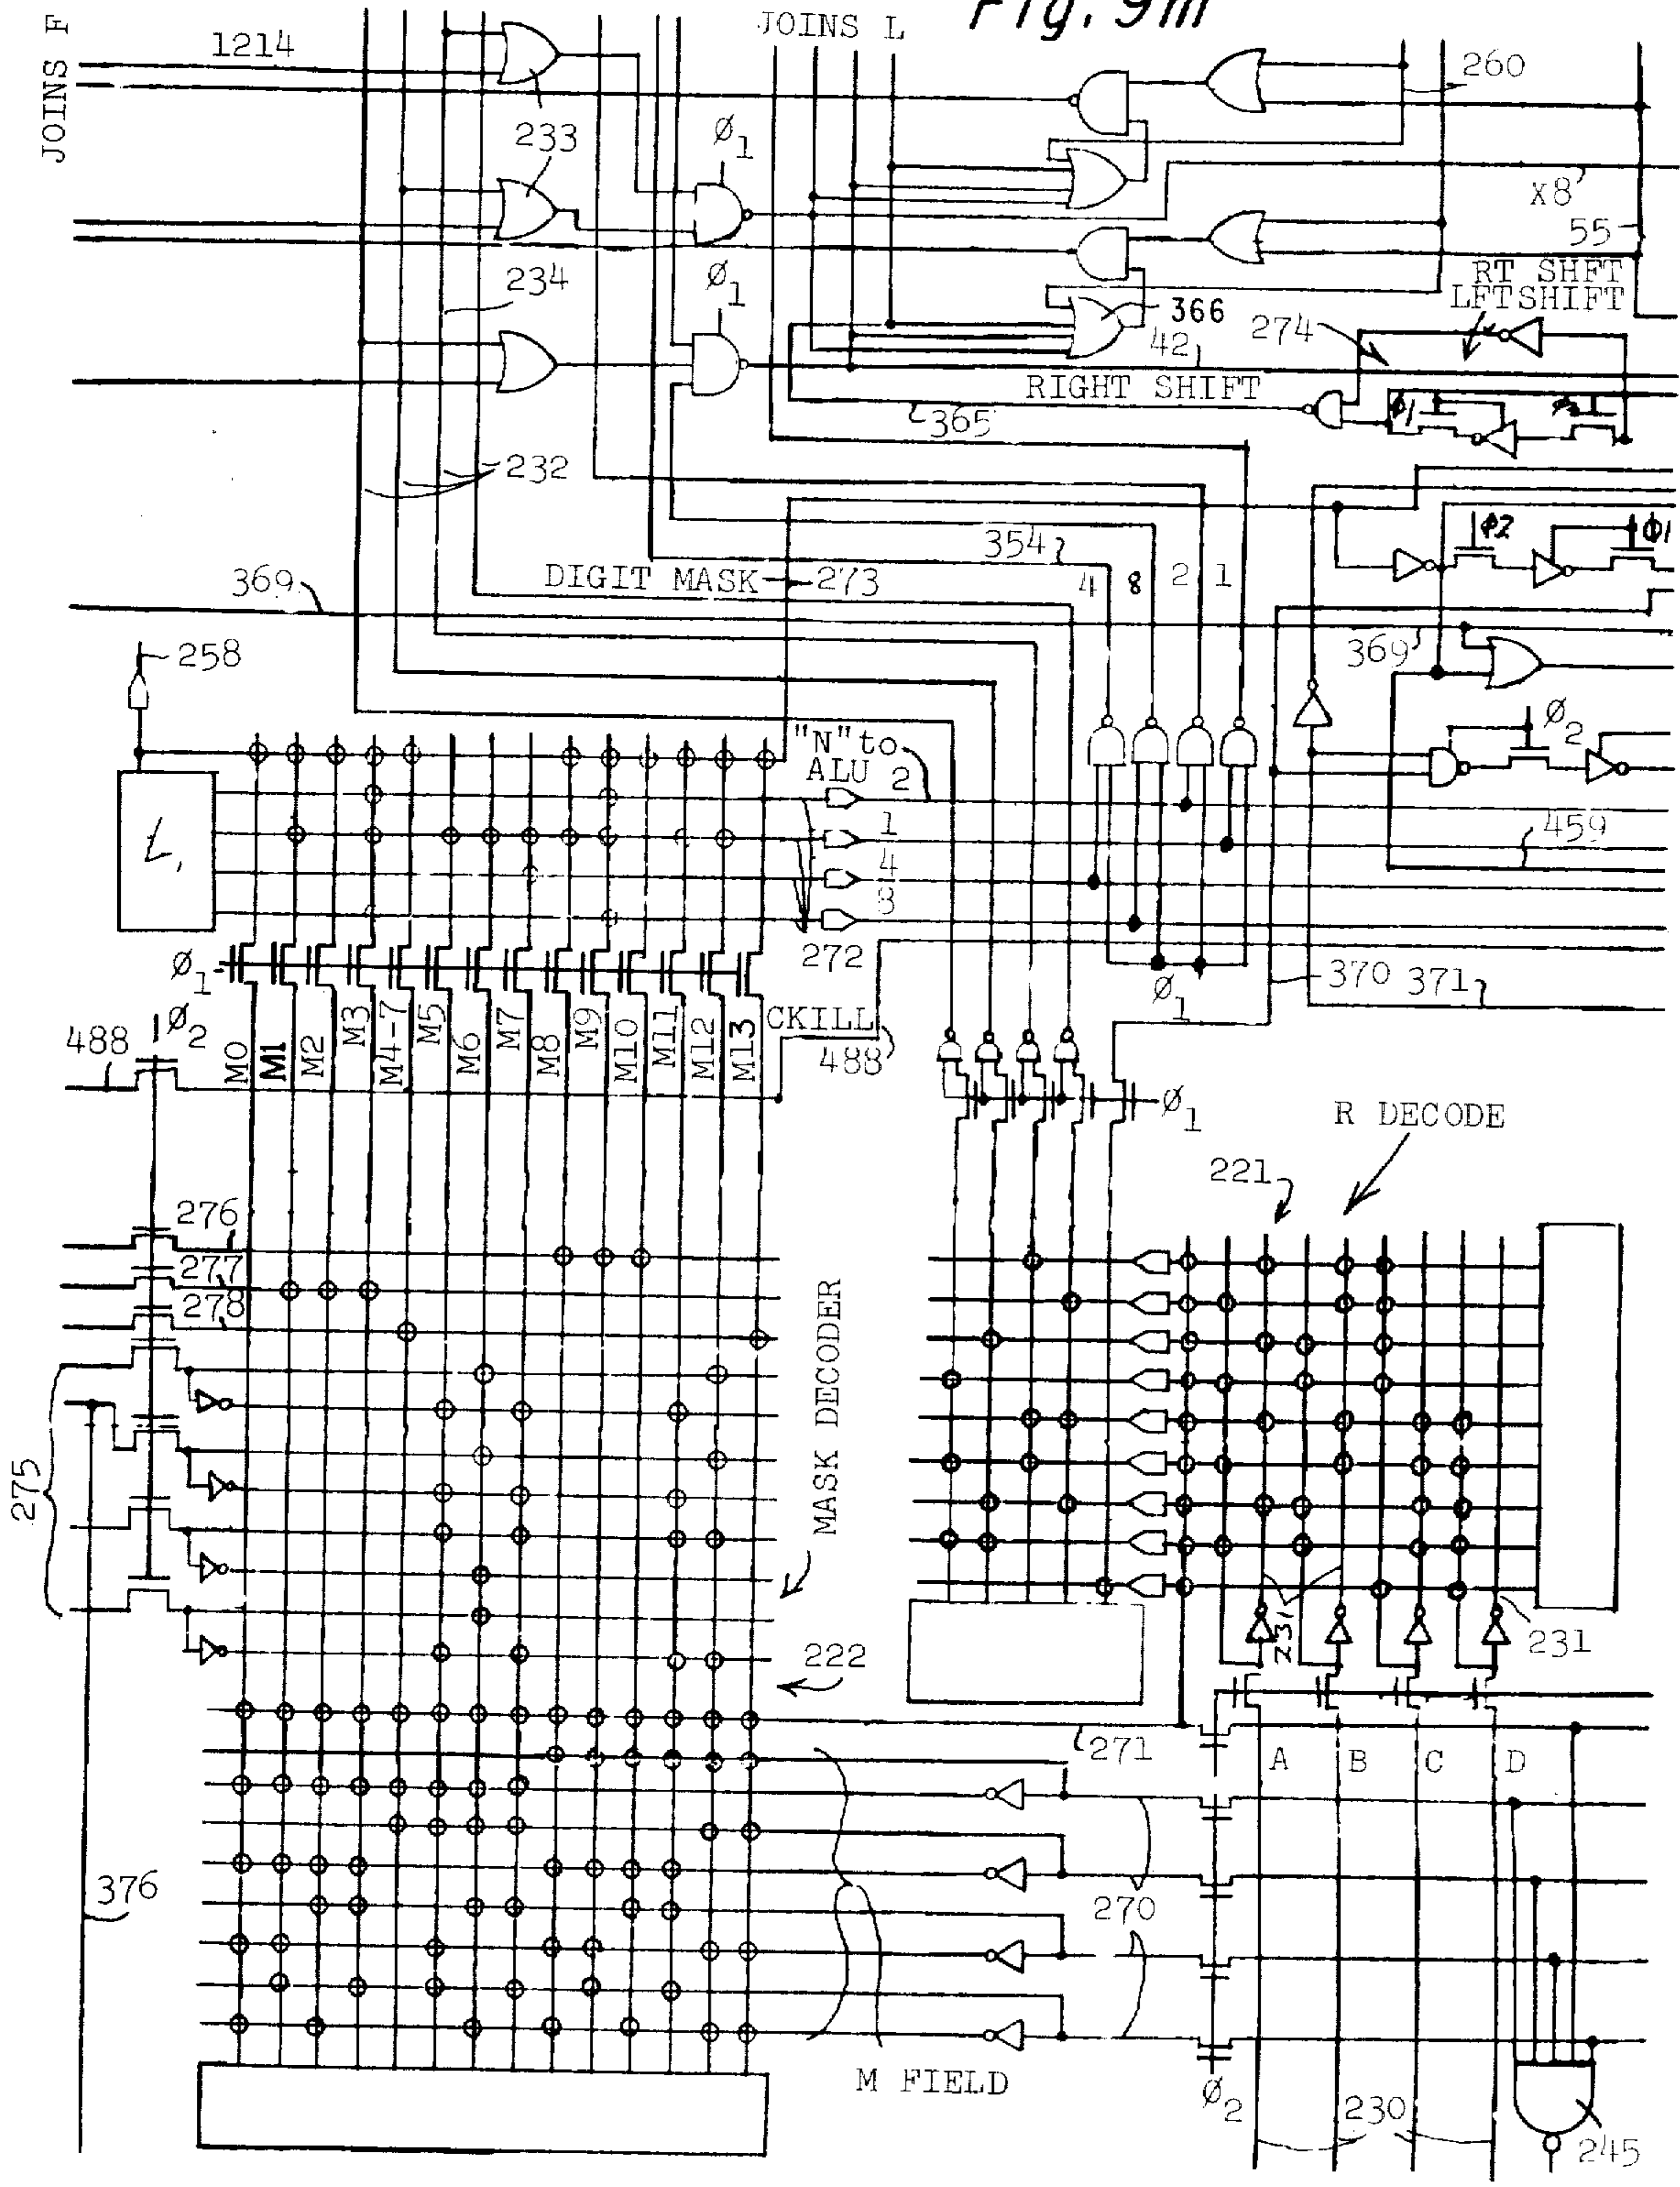 Fig. 9m
JOINS F
JOINS L
1214
260
233
Ø1
X8
55
234
Ø1
RT SHFT
LFTSHIFT
366
274
42
RIGHT SHIFT
365
Φ1
232
354
Φ2
Φ1
369
DIGIT MASK
273
4
8
2
1
258
369
"N" to
ALU
2
Ø2
1
459
4
8
272
Ø1
Ø1
370
371
Ø2
488
M0
M1
M2
M3
M4-7
M5
M6
M7
M8
M9
M10
M11
M12
M13
CKILL
488
Ø1
R DECODE
221
276
277
278
MASK DECODER
275
231
231
222
271
A
B
C
D
376
270
M FIELD
Ø2
230
245